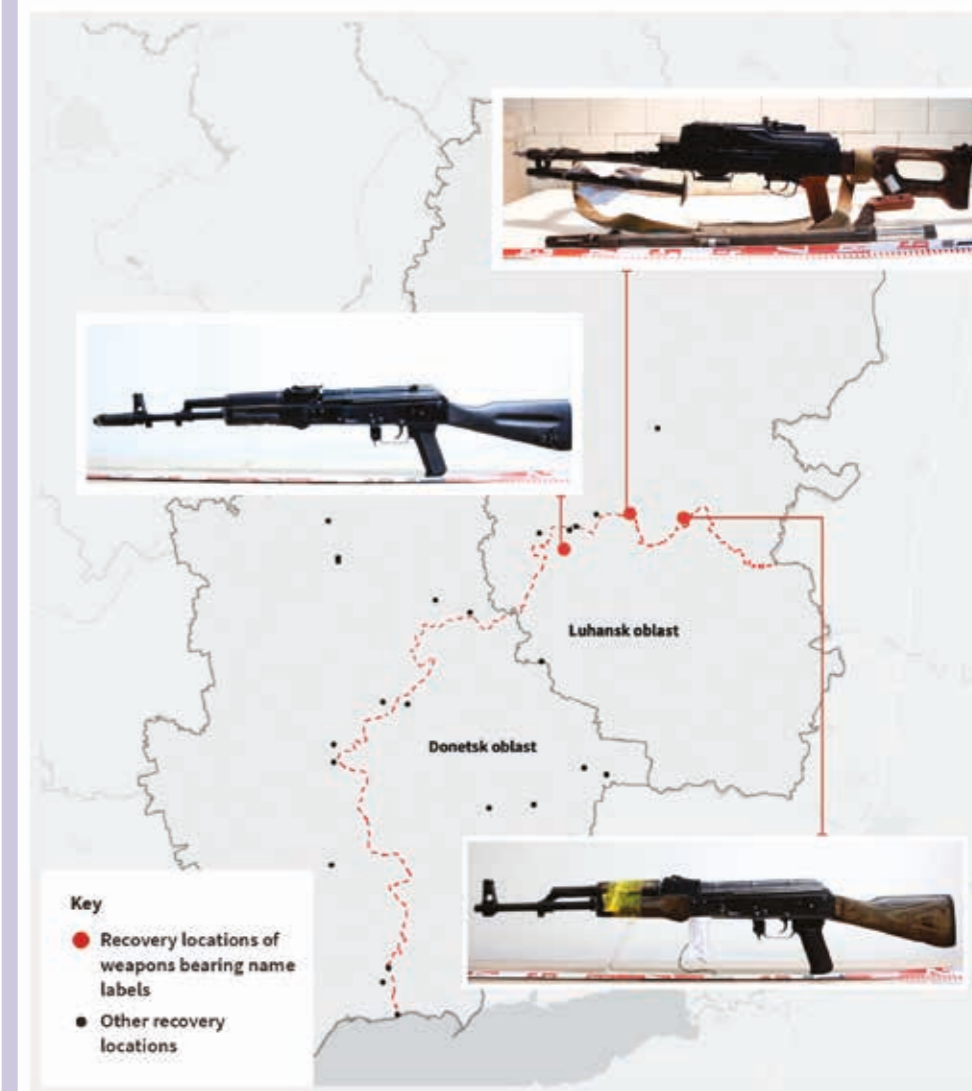 Luhansk oblast
Donetsk oblast
Key
Recovery locations of
weapons bearing name
labels
Other recovery
locations